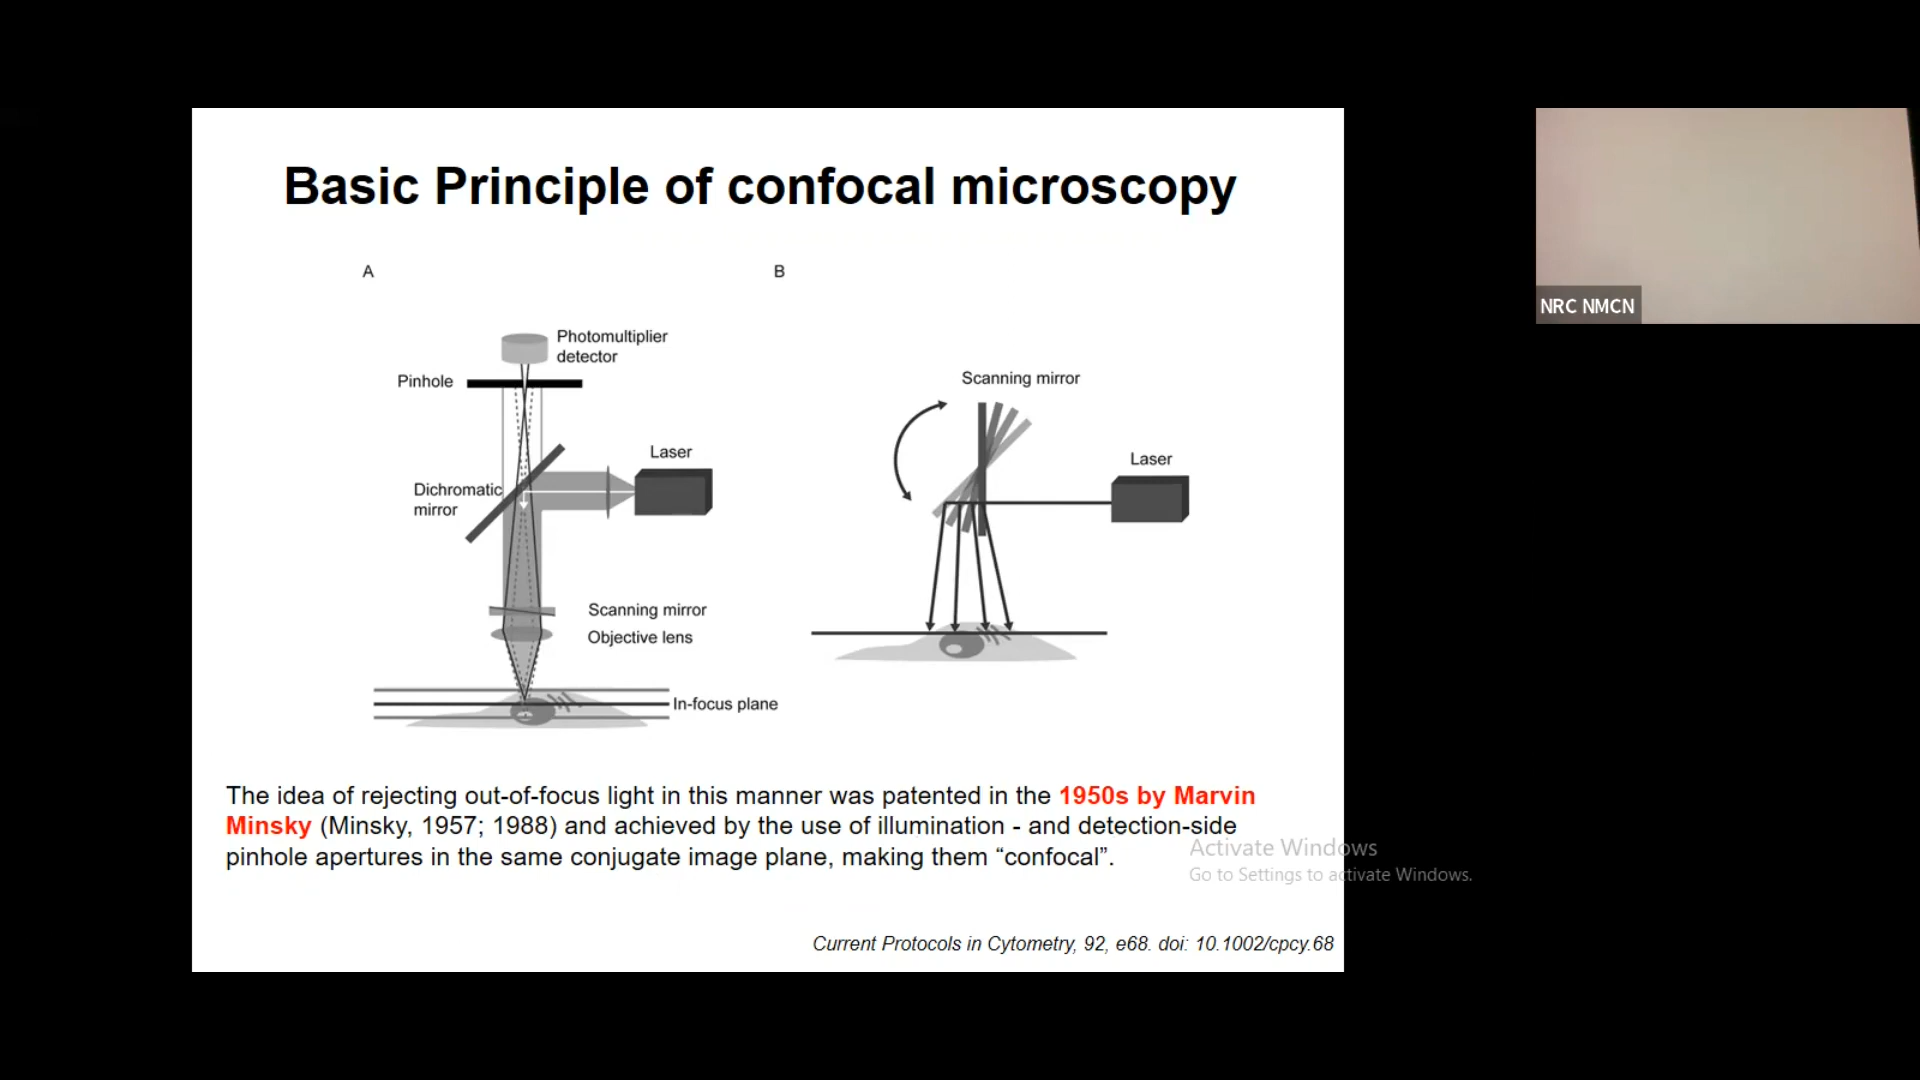 Basic Principle of confocal microscopy
A
B
Photomultiplier
detector
Pinhole
Scanning mirror
Laser
Laser
Dichromatic
mirror
Scanning mirror
Objective lens
In-focus plane
The idea of rejecting out-of-focus light in this manner was patented in the 1950s by Marvin
Minsky (Minsky, 1957; 1988) and achieved by the use of illumination - and detection-side
pinhole apertures in the same conjugate image plane, making them “confocal”.
Activate Windows
Go to Settings to activate Windows.
Current Protocols in Cytometry, 92, e68. doi: 10.1002/cpcy.68
NRC NMCN